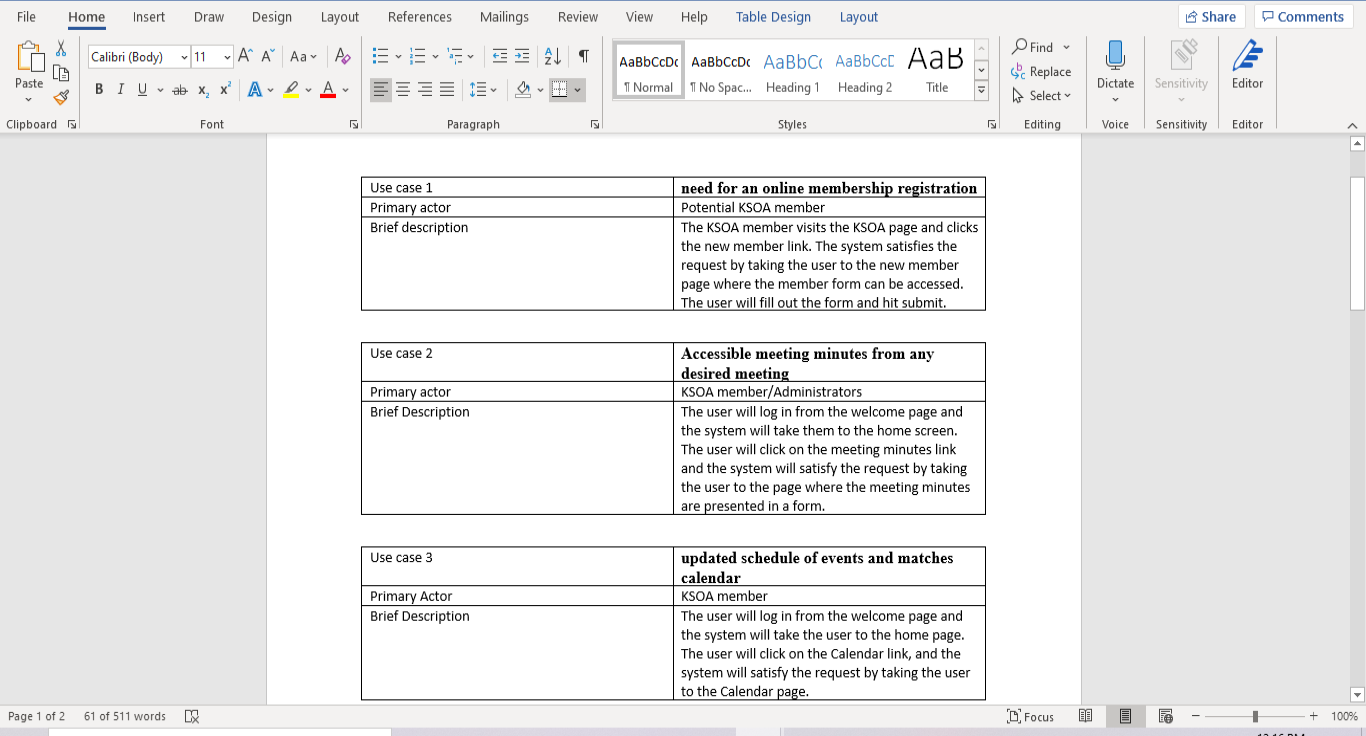 File Home Insert Draw Design Layout References Mailings Review View Help Table Design Layout Share Comments
Calibri (Body) 11 A^ A˅ Aa A AaBbCcDc AaBbCcDc AaBbC AaBbCcD AaB Find
Paste Replace
B I U ab x₂ x² A A ¶ Normal ¶ No Spac... Heading 1 Heading 2 Title Select Dictate Sensitivity Editor
Clipboard Font Paragraph Styles Editing Voice Sensitivity Editor
Use case 1 need for an online membership registration
Primary actor Potential KSOA member
Brief description The KSOA member visits the KSOA page and clicks
the new member link. The system satisfies the
request by taking the user to the new member
page where the member form can be accessed.
The user will fill out the form and hit submit.
Use case 2 Accessible meeting minutes from any
desired meeting
Primary actor KSOA member/Administrators
Brief Description The user will log in from the welcome page and
the system will take them to the home screen.
The user will click on the meeting minutes link
and the system will satisfy the request by taking
the user to the page where the meeting minutes
are presented in a form.
Use case 3 updated schedule of events and matches
calendar
Primary Actor KSOA member
Brief Description The user will log in from the welcome page and
the system will take the user to the home page.
The user will click on the Calendar link, and the
system will satisfy the request by taking the user
to the Calendar page.
Page 1 of 2 61 of 511 words Focus 100%